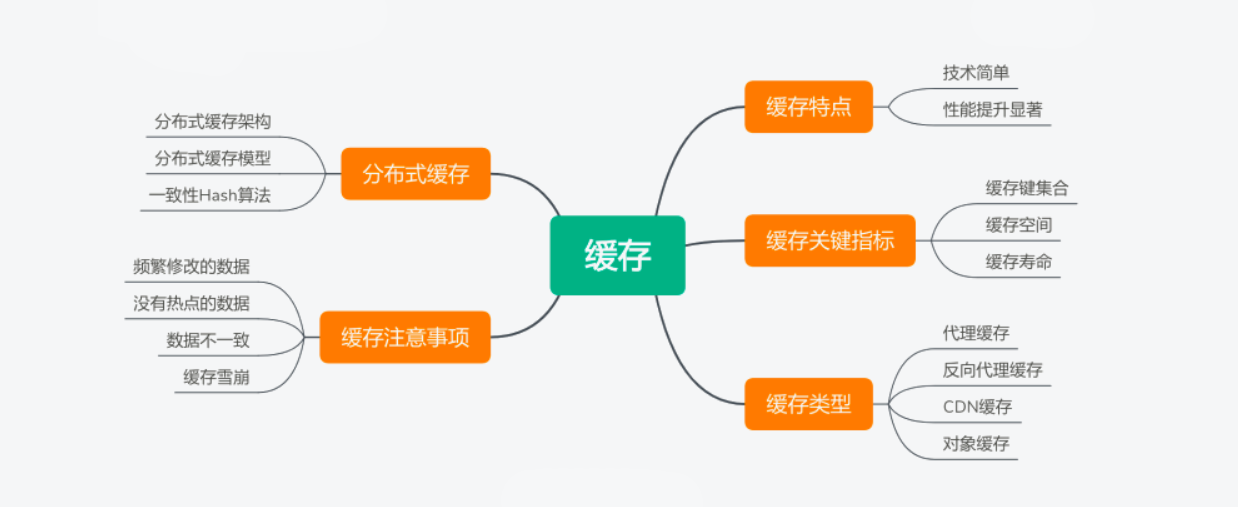 缓存
缓存特点
技术简单
性能提升显著
缓存关键指标
缓存键集合
缓存空间
缓存寿命
缓存类型
代理缓存
反向代理缓存
CDN缓存
对象缓存
分布式缓存
分布式缓存架构
分布式缓存模型
一致性Hash算法
缓存注意事项
频繁修改的数据
没有热点的数据
数据不一致
缓存雪崩